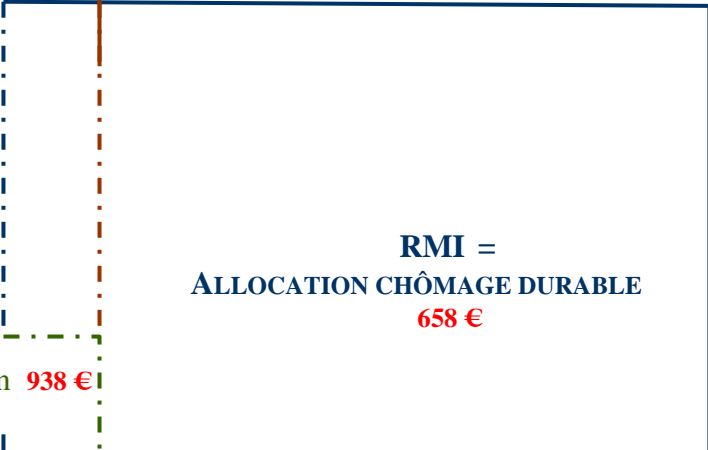 RMI =
ALLOCATION CHÔMAGE DURABLE
658 €
938 €